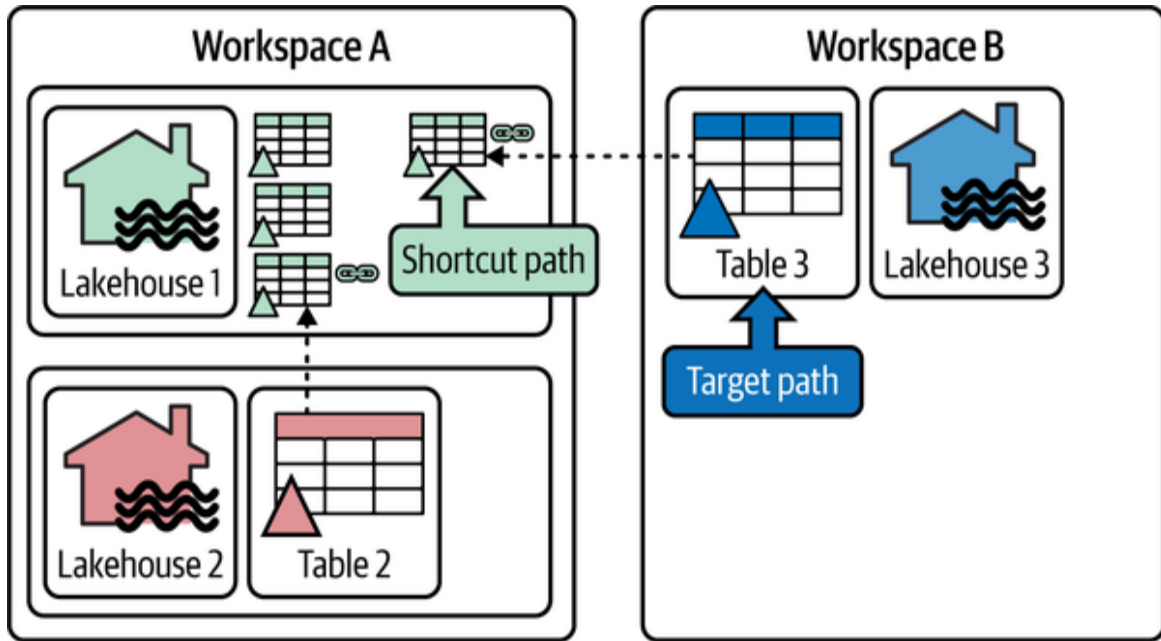 Workspace A
Workspace B
Lakehouse 1
Shortcut path
Table 3
Lakehouse 3
Target path
Lakehouse 2
Table 2